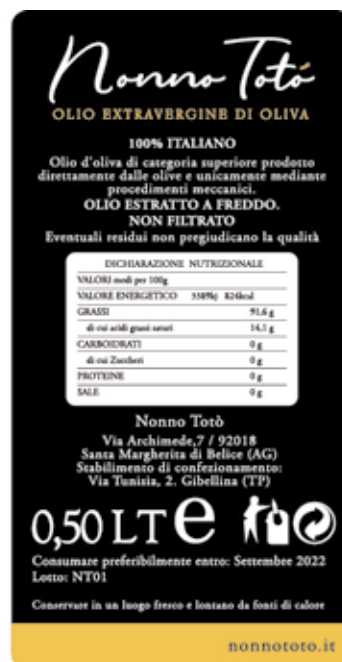 Nonno Totó
OLIO EXTRAVERGINE DI OLIVA
100% ITALIANO
Olio d'oliva di categoria superiore prodotto
direttamente dalle olive e unicamente mediante
procedimenti meccanici.
OLIO ESTRATTO A FREDDO.
NON FILTRATO
Eventuali residui non pregiudicano la qualità
DICHIARAZIONE NUTRIZIONALE
VALORI medi per 100g
VALORE ENERGETICO 824kcal
GRASSI 91,6 g
di cui acidi grassi saturi 14,1 g
CARBOIDRATI 0 g
di cui Zuccheri 0 g
PROTEINE 0 g
SALE 0 g
Nonno Totò
Via Archimede,7 / 92018
Santa Margherita di Belice (AG)
Stabilimento di confezionamento:
Via Tunisia, 2. Gibellina (TP)
0,50 LT e
Consumare preferibilmente entro: Settembre 2022
Lotto: NT01
Conservare in un luogo fresco e lontano da fonti di calore
nonnototo.it